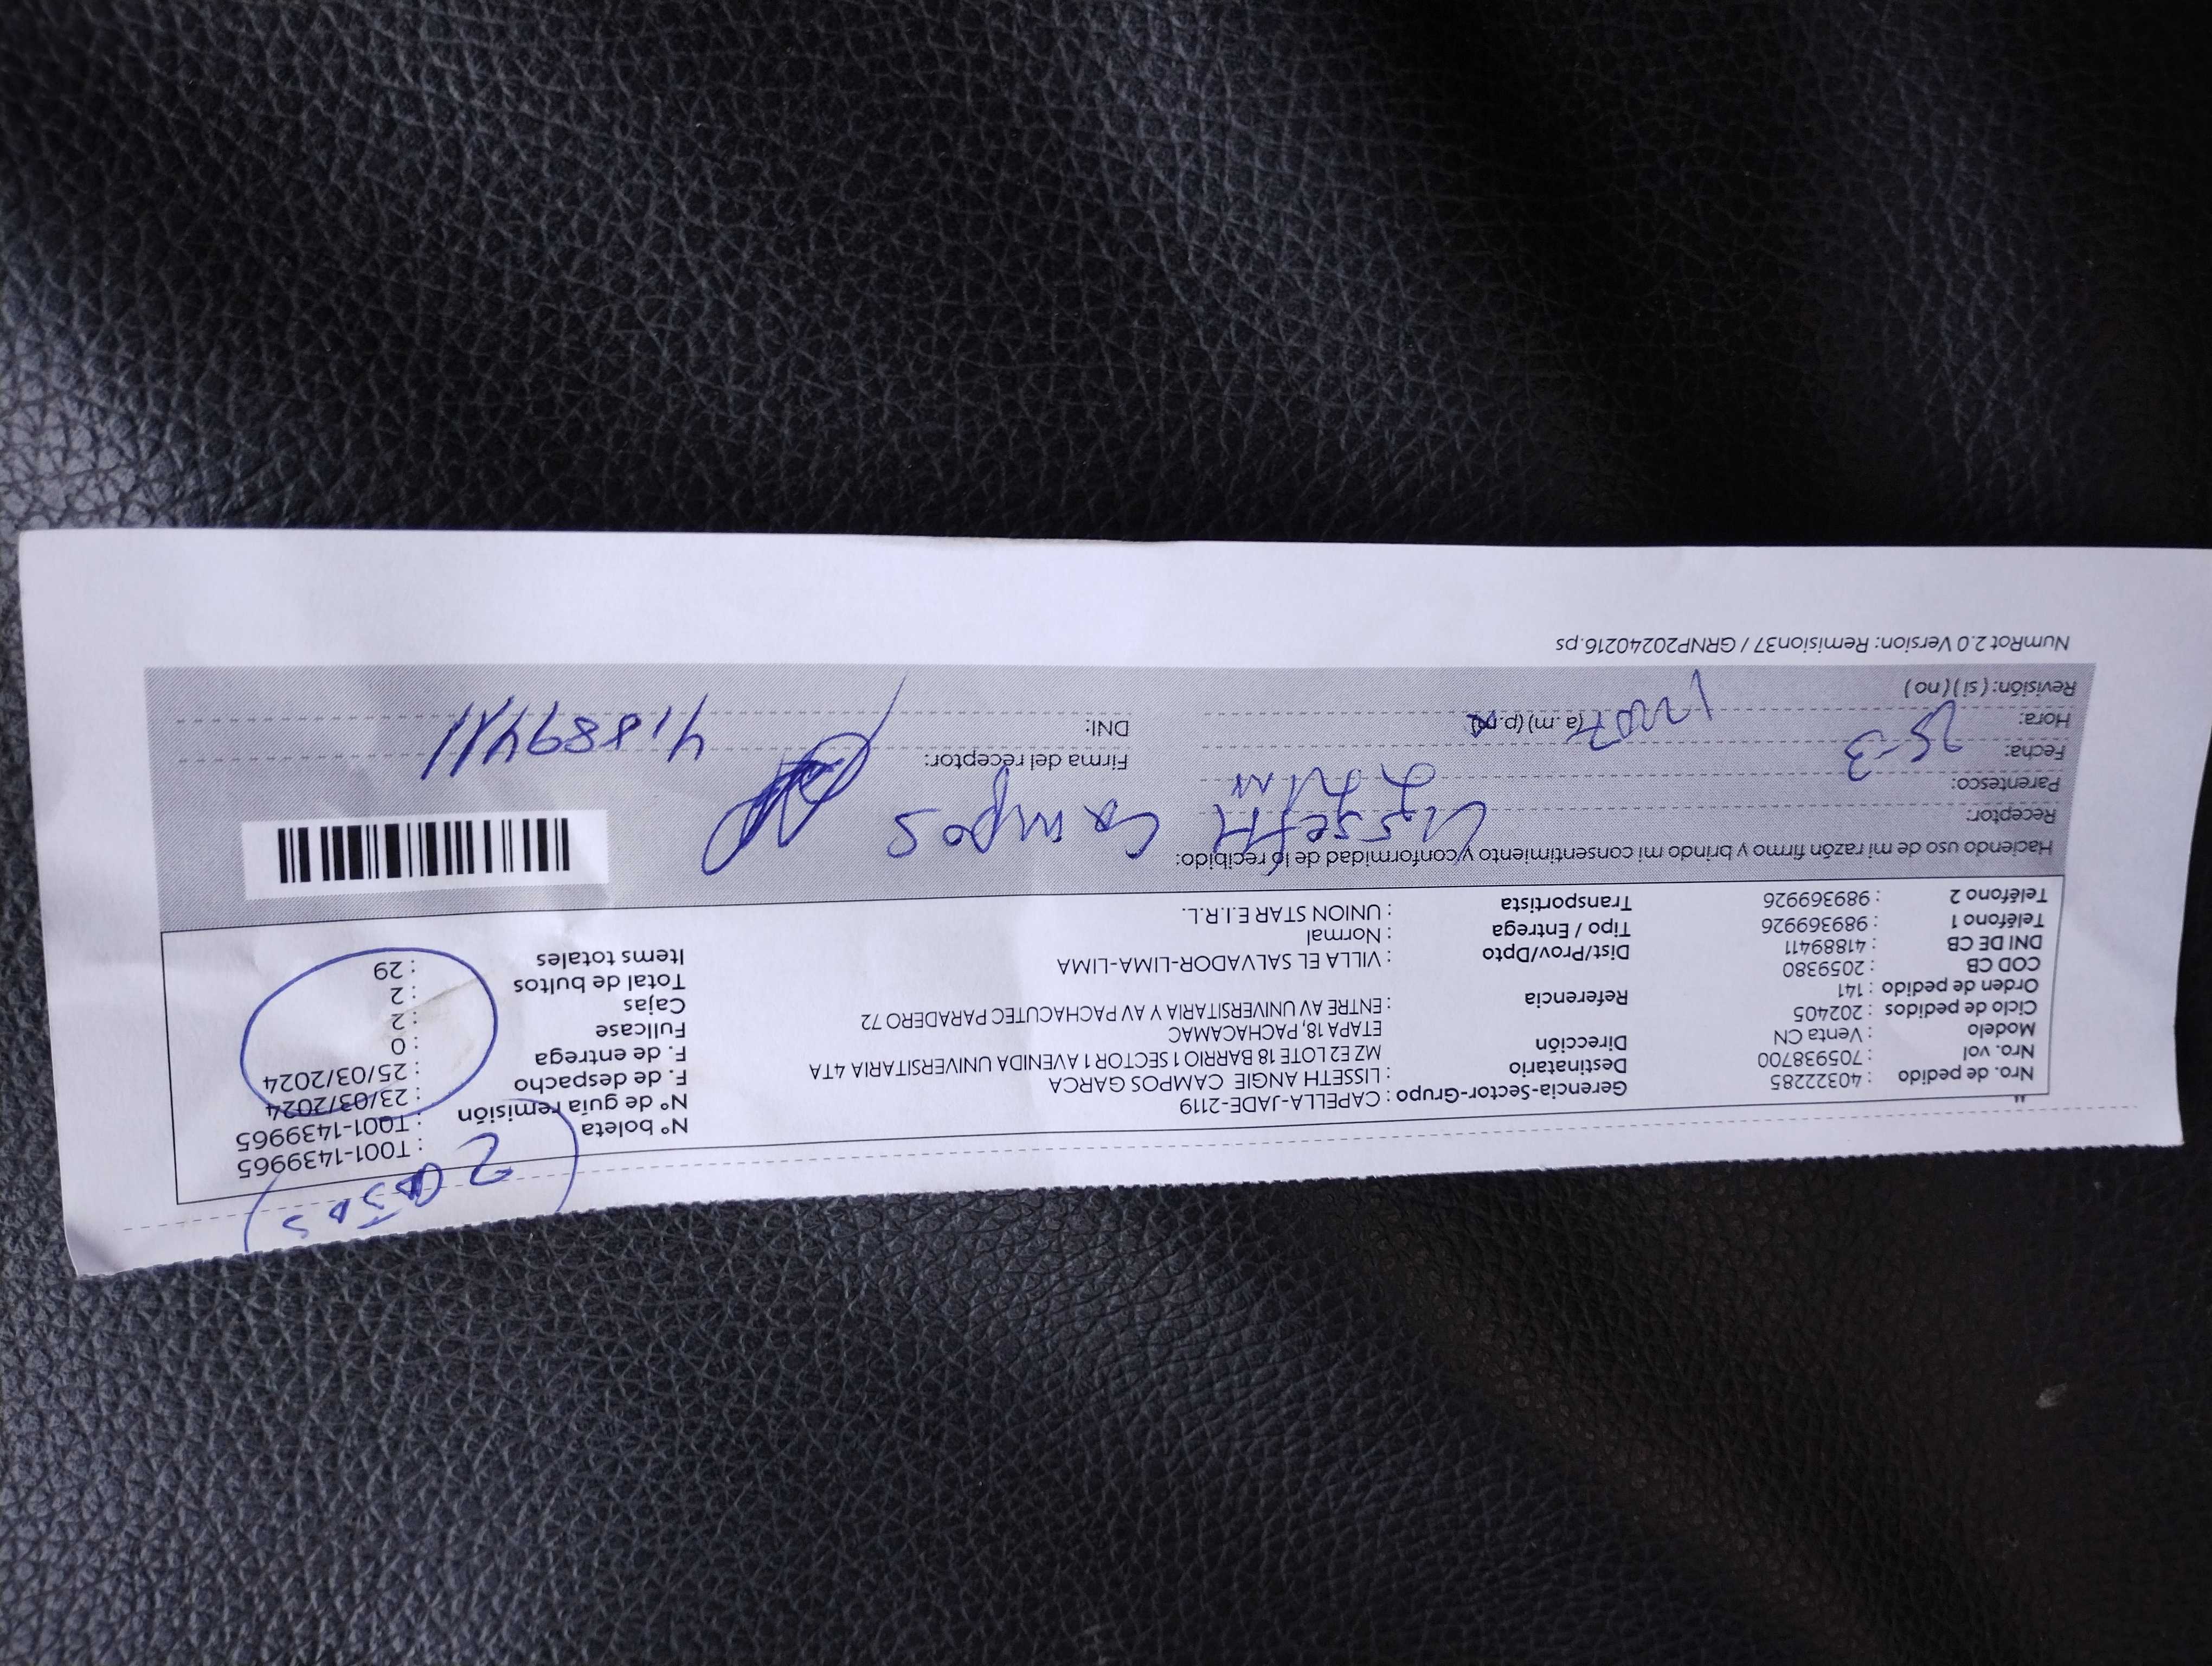 2 CAJAS
Nro. de pedido : 40322285
Nro. vol : 705938700
Modelo : Venta CN
Ciclo de pedidos : 202405
Orden de pedido : 141
COD CB : 2059380
DNI DE CB : 41889411
Teléfono 1 : 989369926
Teléfono 2 : 989369926
Gerencia-Sector-Grupo : CAPELLA-JADE-2119
Destinatario : LISSETH ANGIE CAMPOS GARCA
Dirección MZ E2 LOTE 18 BARRIO 1 SECTOR 1 AVENIDA UNIVERSITARIA 4TA
ETAPA 18, PACHACAMAC
Referencia : ENTRE AV UNIVERSITARIA Y AV PACHACUTEC PARADERO 72
Dist/Prov/Dpto : VILLA EL SALVADOR-LIMA-LIMA
Tipo / Entrega : Normal
Transportista : UNION STAR E.I.R.L.
N° boleta : T001-1439965
N° de guia remisión : T001-1439965
F. de despacho : 23/03/2024
F. de entrega : 25/03/2024
Fullcase : 0
Cajas : 2
Total de bultos : 2
Items totales : 29
Haciendo uso de mi razón firmo y brindo mi consentimiento y conformidad de lo recibido:
Receptor: Lisseth Campos
Parentesco:
Fecha: 25-3
Hora: (a.m) (p.m)
Revisión: ( si ) ( no )
Firma del receptor:
DNI: 41889411
NumRot 2.0 Version: Remision37 / GRNP20240216.ps